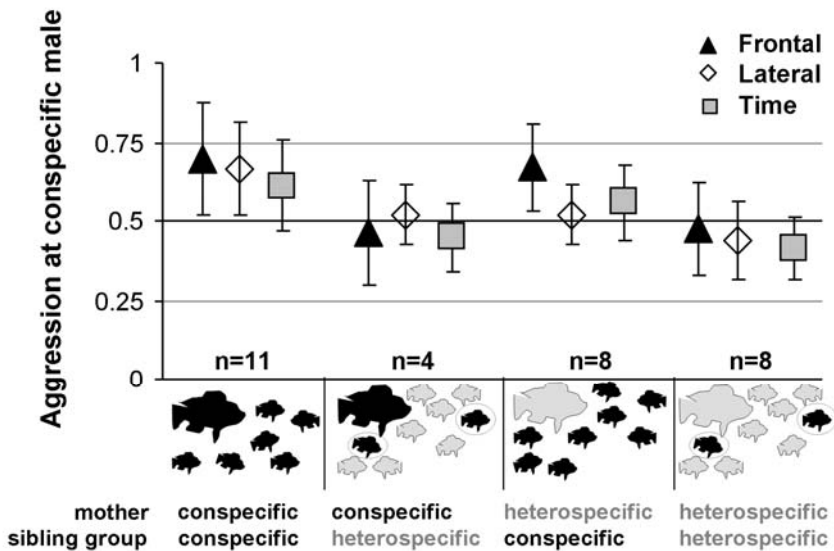 Aggression at conspecific male
1
0.75
0.5
0.25
0
Frontal
Lateral
Time
n=11 n=4 n=8 n=8
mother conspecific conspecific heterospecific heterospecific
sibling group conspecific heterospecific conspecific heterospecific